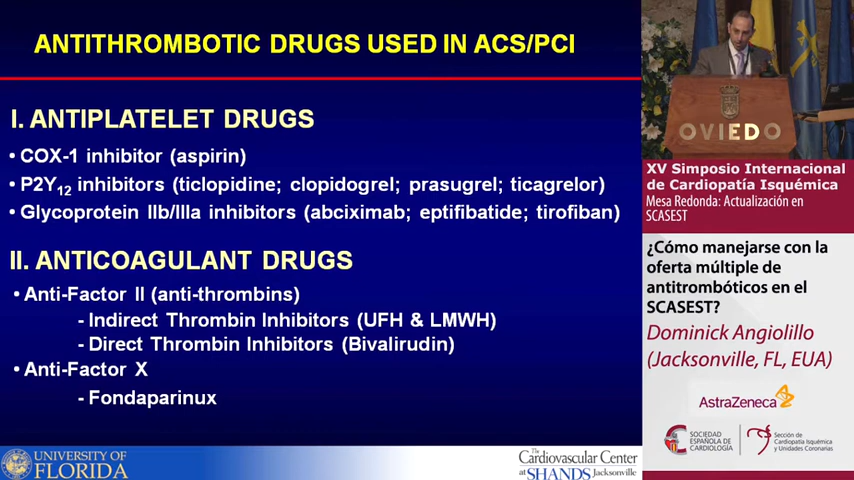 ANTITHROMBOTIC DRUGS USED IN ACS/PCI
I. ANTIPLATELET DRUGS
• COX-1 inhibitor (aspirin)
• P2Y12 inhibitors (ticlopidine; clopidogrel; prasugrel; ticagrelor)
• Glycoprotein IIb/IIIa inhibitors (abciximab; eptifibatide; tirofiban)
II. ANTICOAGULANT DRUGS
• Anti-Factor II (anti-thrombins)
- Indirect Thrombin Inhibitors (UFH & LMWH)
- Direct Thrombin Inhibitors (Bivalirudin)
• Anti-Factor X
- Fondaparinux
UNIVERSITY OF
FLORIDA
The
Cardiovascular Center
at SHANDS Jacksonville
OVIEDO
XV Simposio Internacional
de Cardiopatía Isquémica
Mesa Redonda: Actualización en
SCASEST
¿Cómo manejarse con la
oferta múltiple de
antitrombóticos en el
SCASEST?
Dominick Angiolillo
(Jacksonville, FL, EUA)
AstraZeneca
SOCIEDAD
ESPAÑOLA DE
CARDIOLOGÍA
Sección de
Cardiopatía Isquémica
y Unidades Coronarias